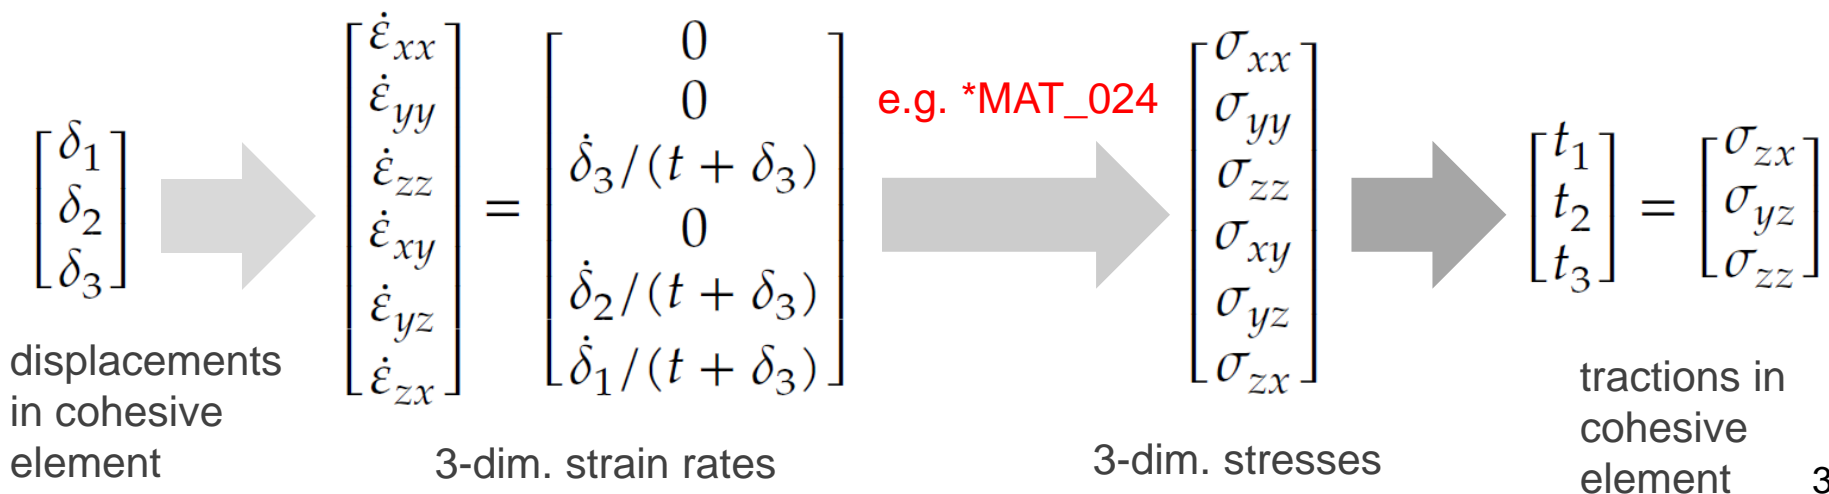 [δ₁ δ₂ δ₃]
displacements
in cohesive
element
[ε̇xx ε̇yy ε̇zz ε̇xy ε̇yz ε̇zx] = [0 0 δ̇₃/(t + δ₃) 0 δ̇₂/(t + δ₃) δ̇₁/(t + δ₃)]
3-dim. strain rates
e.g. *MAT_024
[σxx σyy σzz σxy σyz σzx]
3-dim. stresses
[t₁ t₂ t₃] = [σzx σyz σzz]
tractions in
cohesive
element
3